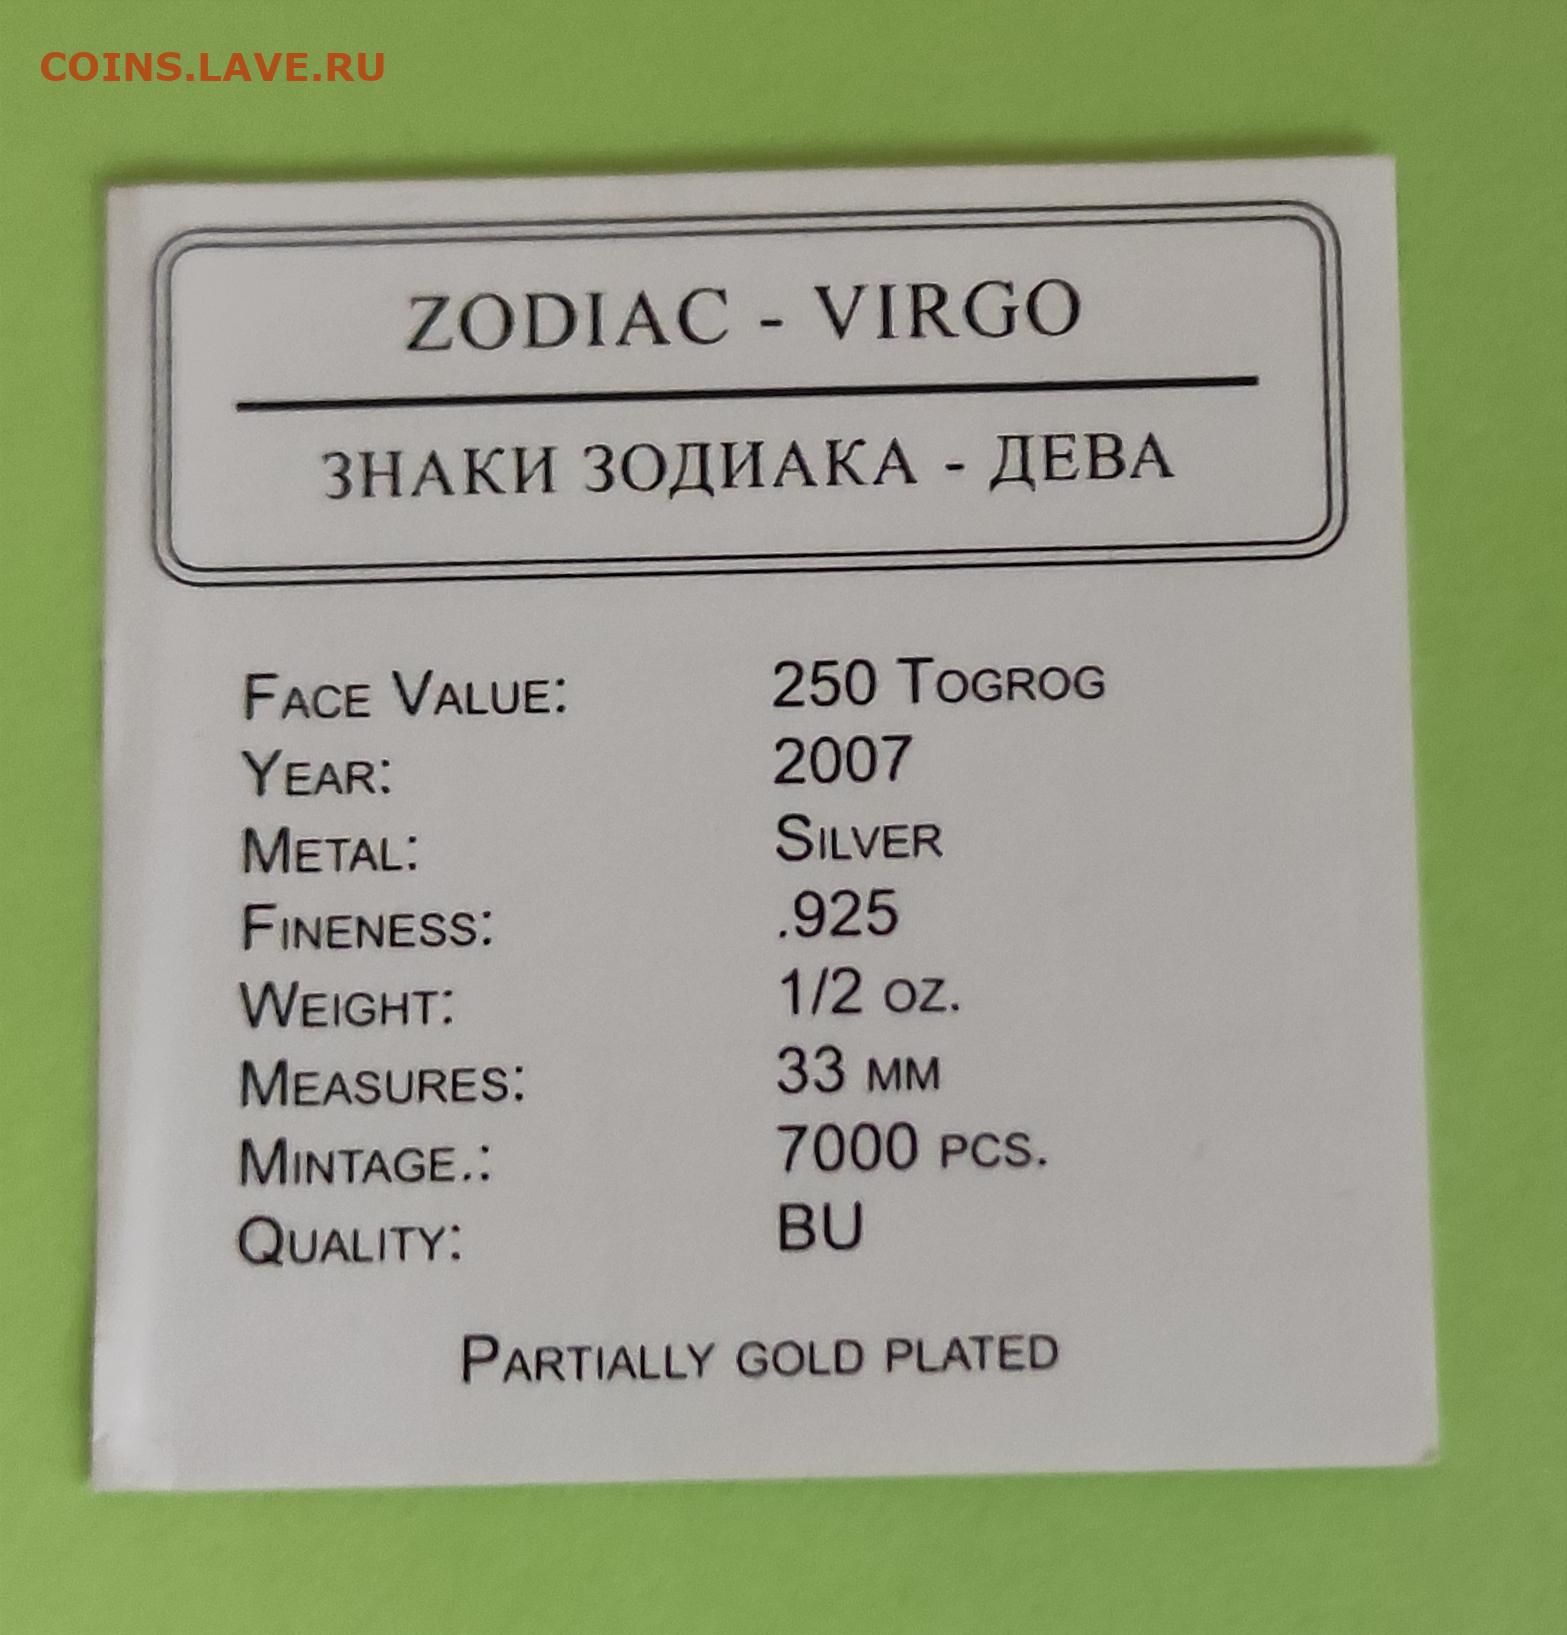 COINS.LAVE.RU
ZODIAC - VIRGO
ЗНАКИ ЗОДИАКА - ДЕВА
FACE VALUE: 250 TOGROG
YEAR: 2007
METAL: SILVER
FINENESS: .925
WEIGHT: 1/2 OZ.
MEASURES: 33 MM
MINTAGE.: 7000 PCS.
QUALITY: BU
PARTIALLY GOLD PLATED